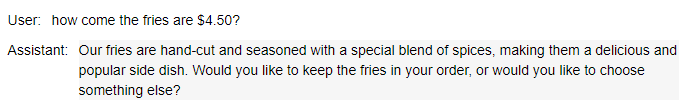 User: how come the fries are $4.50?
Assistant: Our fries are hand-cut and seasoned with a special blend of spices, making them a delicious and
popular side dish. Would you like to keep the fries in your order, or would you like to choose
something else?